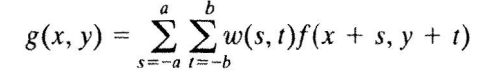 g(x, y) = \sum_{s=-a}^{a} \sum_{t=-b}^{b} w(s, t) f(x + s, y + t)